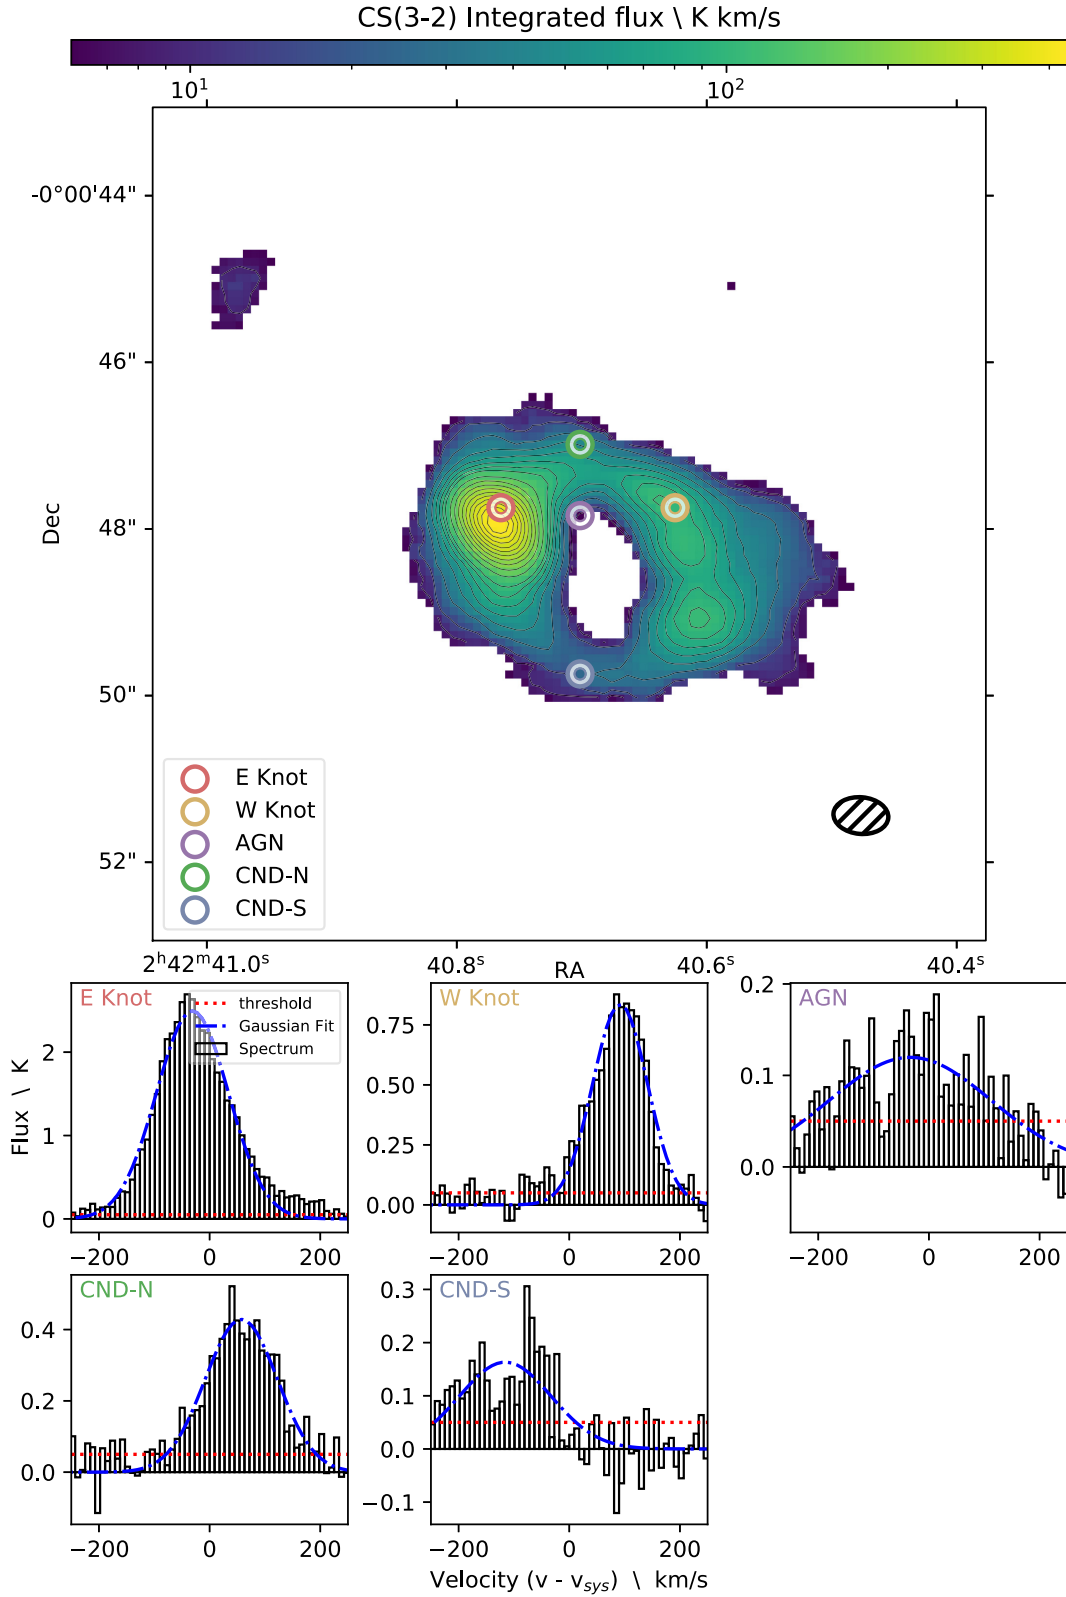 CS(3-2) Integrated flux \ K km/s
10¹ 10²
-0°00'44"
46"
48"
50"
52"
Dec
E Knot
W Knot
AGN
CND-N
CND-S
2ʰ42ᵐ41.0ˢ 40.8ˢ 40.6ˢ 40.4ˢ
RA
E Knot
threshold
Gaussian Fit
Spectrum
2
1
0
Flux \ K
−200 0 200
W Knot
0.75
0.50
0.25
0.00
−200 0 200
AGN
0.2
0.1
0.0
−200 0 200
CND-N
0.4
0.2
0.0
−200 0 200
CND-S
0.3
0.2
0.1
0.0
−0.1
−200 0 200
Velocity (v - v_sys) \ km/s